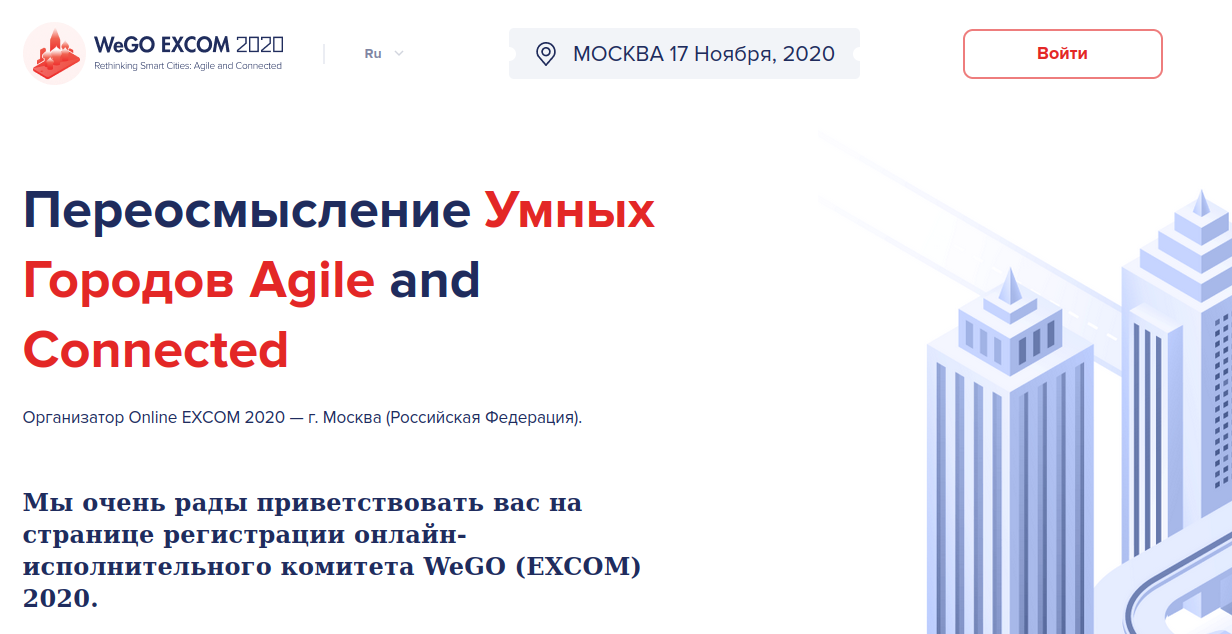 WeGO EXCOM 2020
Rethinking Smart Cities: Agile and Connected
Ru
МОСКВА 17 Ноября, 2020
Войти
Переосмысление Умных
Городов Agile and
Connected
Организатор Online EXCOM 2020 — г. Москва (Российская Федерация).
Мы очень рады приветствовать вас на
странице регистрации онлайн-
исполнительного комитета WeGO (EXCOM)
2020.